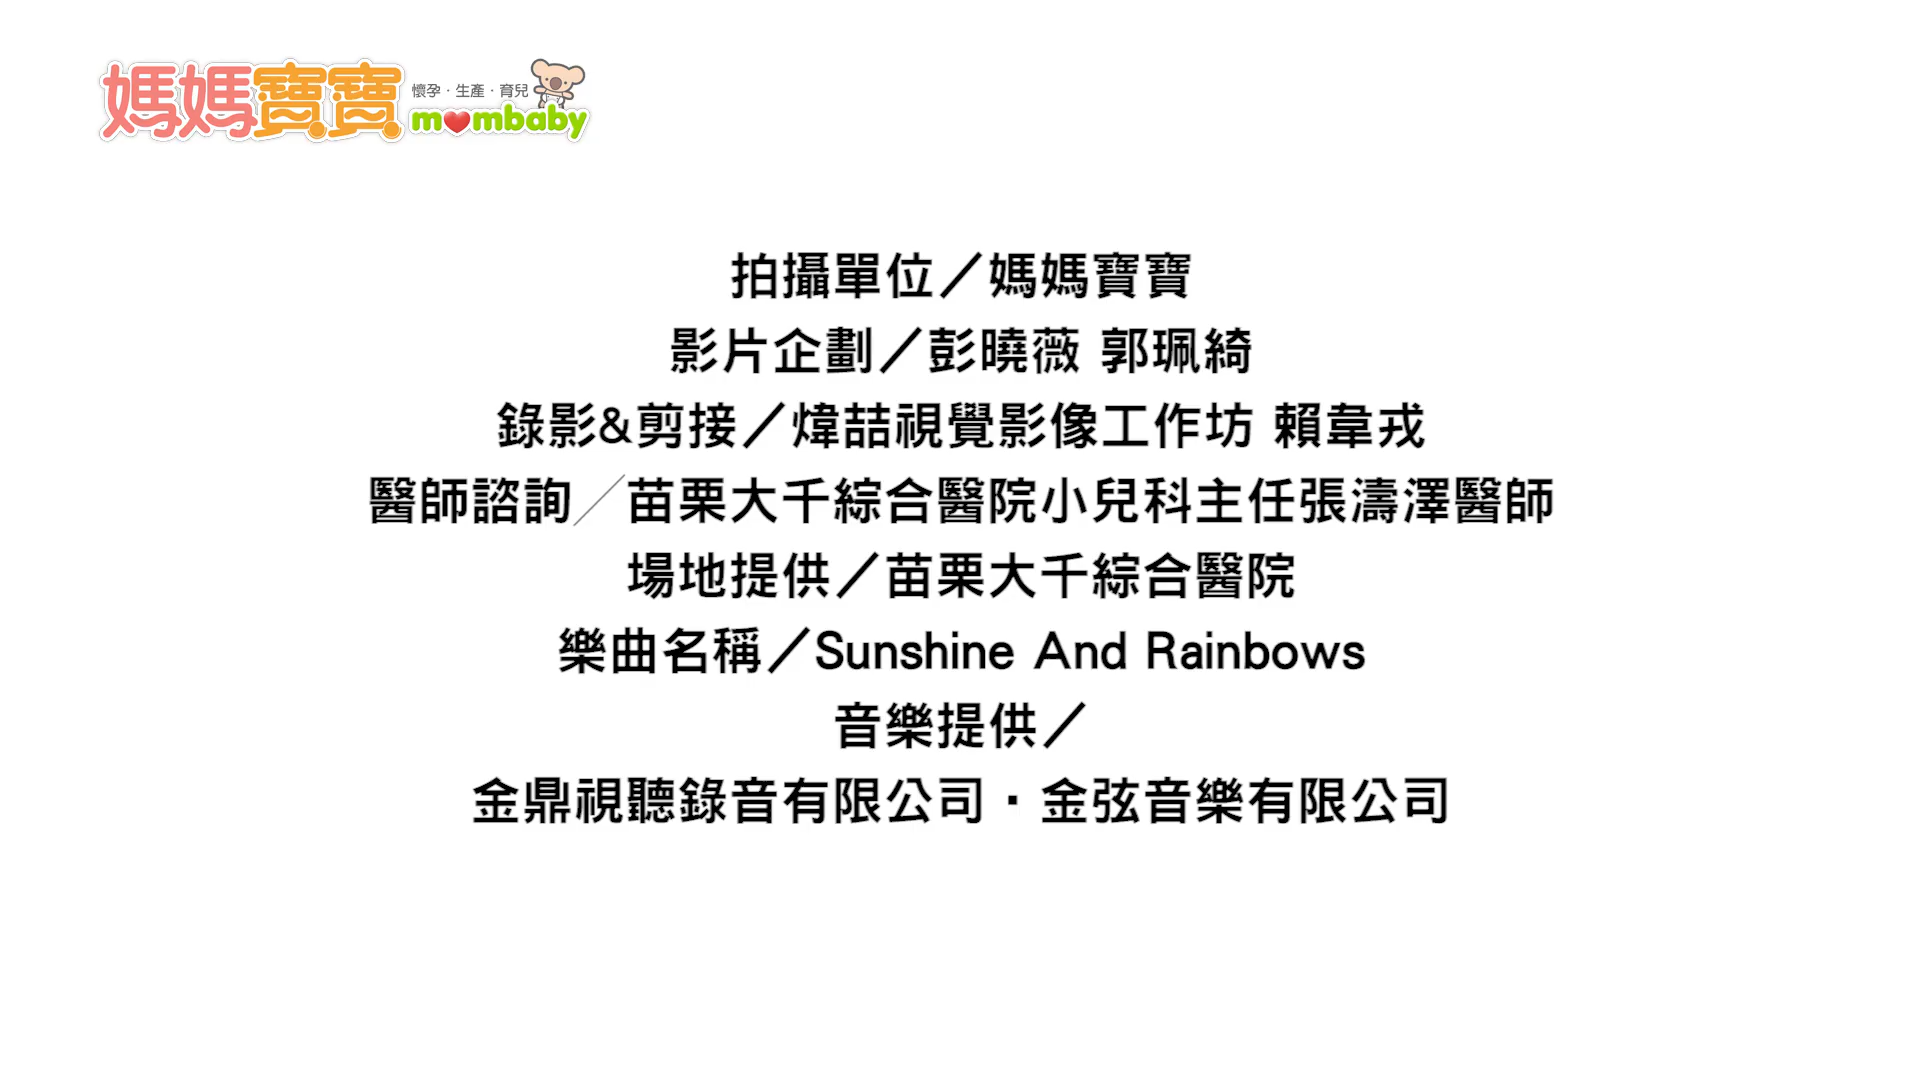 媽媽寶寶
懷孕·生產·育兒
mombaby
拍攝單位／媽媽寶寶
影片企劃／彭曉薇 郭珮綺
錄影&剪接／煒喆視覺影像工作坊 賴韋戎
醫師諮詢╱苗栗大千綜合醫院小兒科主任張濤澤醫師
場地提供／苗栗大千綜合醫院
樂曲名稱／Sunshine And Rainbows
音樂提供／
金鼎視聽錄音有限公司·金弦音樂有限公司